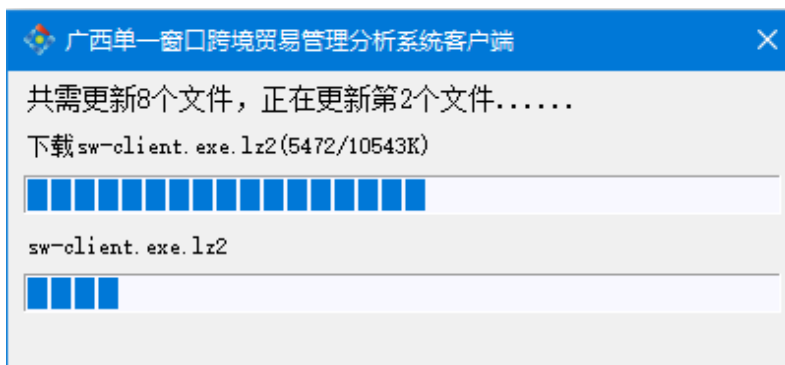 广西单一窗口跨境贸易管理分析系统客户端
共需更新8个文件，正在更新第2个文件......
下载sw-client.exe.lz2(5472/10543K)
sw-client.exe.lz2